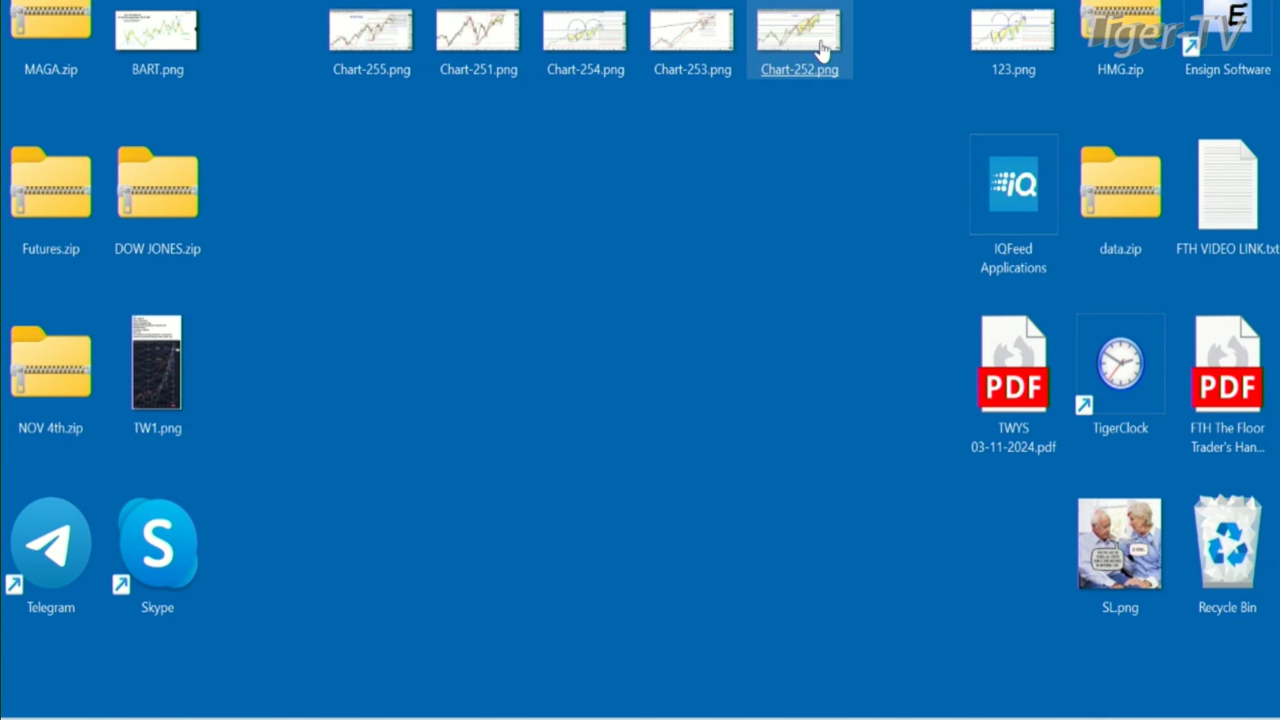 Tiger-TV
E
MAGA.zip
BART.png
Chart-255.png
Chart-251.png
Chart-254.png
Chart-253.png
Chart-252.png
123.png
HMG.zip
Ensign Software
iQ
Futures.zip
DOW JONES.zip
IQFeed
Applications
data.zip
FTH VIDEO LINK.txt
PDF
PDF
NOV 4th.zip
TW1.png
TWYS
03-11-2024.pdf
TigerClock
FTH The Floor
Trader's Han...
S
Telegram
Skype
SL.png
Recycle Bin